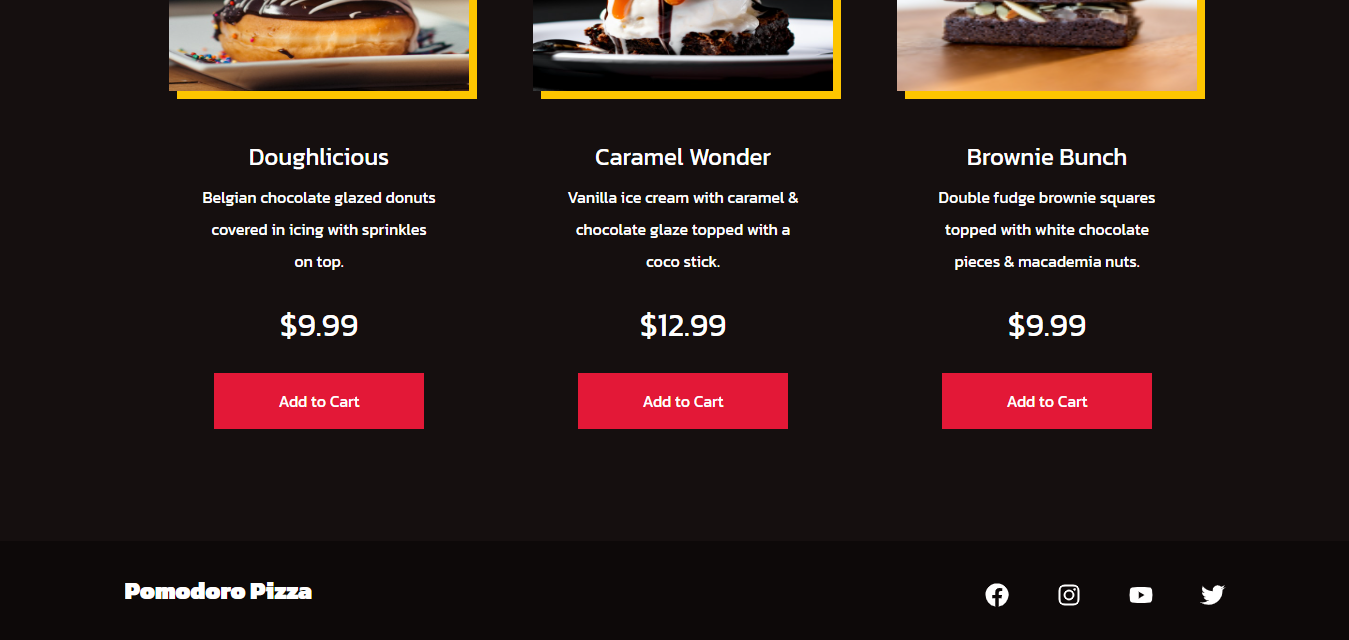 Doughlicious
Belgian chocolate glazed donuts
covered in icing with sprinkles
on top.
$9.99
Add to Cart
Caramel Wonder
Vanilla ice cream with caramel &
chocolate glaze topped with a
coco stick.
$12.99
Add to Cart
Brownie Bunch
Double fudge brownie squares
topped with white chocolate
pieces & macademia nuts.
$9.99
Add to Cart
Pomodoro Pizza